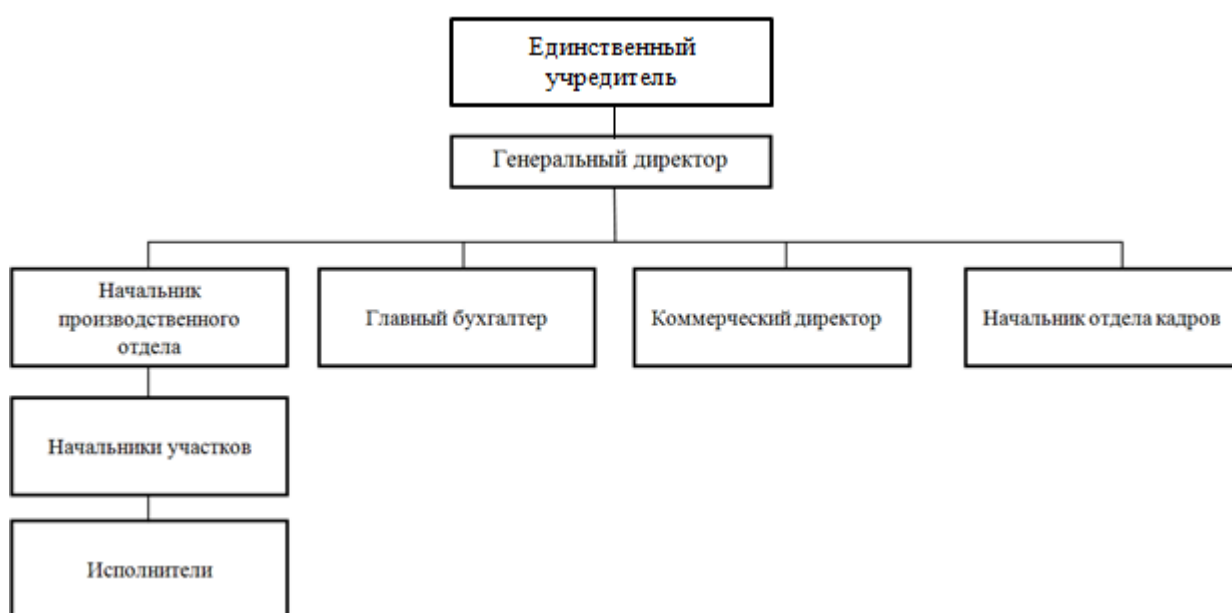 Единственный
учредитель
Генеральный директор
Начальник
производственного
отдела
Главный бухгалтер
Коммерческий директор
Начальник отдела кадров
Начальники участков
Исполнители